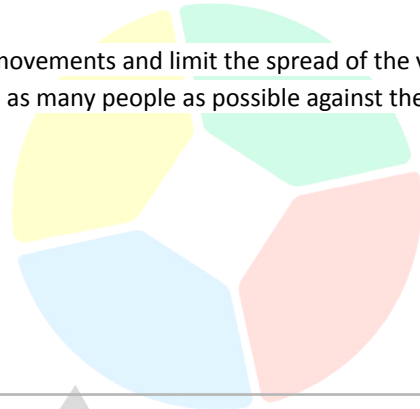 movements and limit the spread of the v
as many people as possible against the